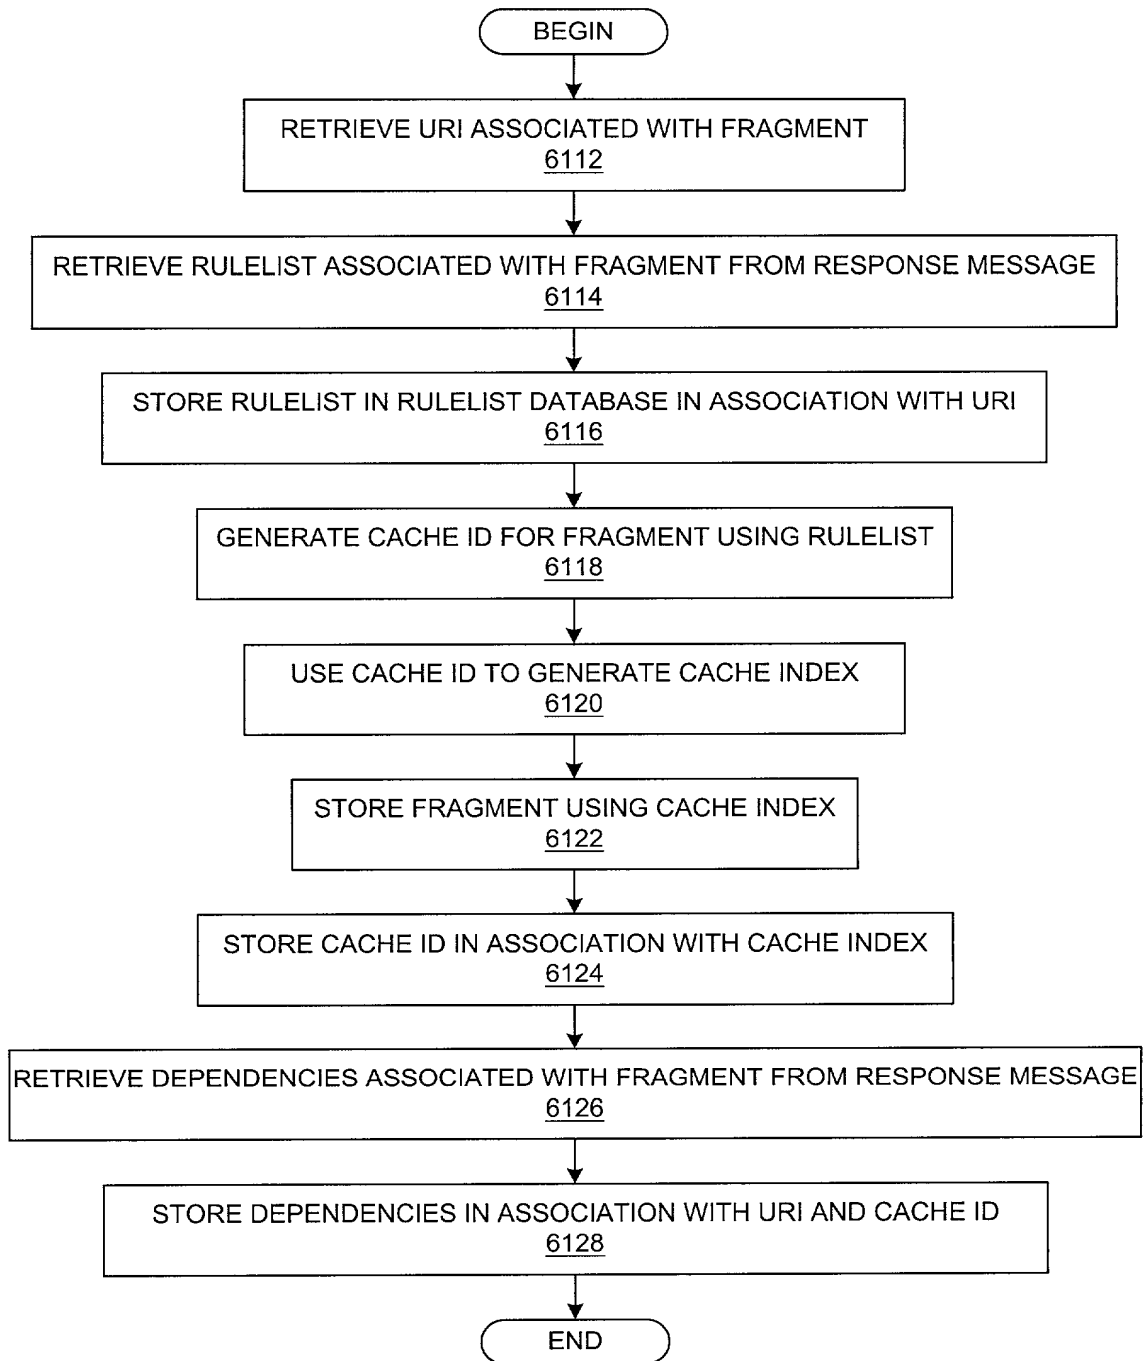 BEGIN
RETRIEVE URI ASSOCIATED WITH FRAGMENT
6112
RETRIEVE RULELIST ASSOCIATED WITH FRAGMENT FROM RESPONSE MESSAGE
6114
STORE RULELIST IN RULELIST DATABASE IN ASSOCIATION WITH URI
6116
GENERATE CACHE ID FOR FRAGMENT USING RULELIST
6118
USE CACHE ID TO GENERATE CACHE INDEX
6120
STORE FRAGMENT USING CACHE INDEX
6122
STORE CACHE ID IN ASSOCIATION WITH CACHE INDEX
6124
RETRIEVE DEPENDENCIES ASSOCIATED WITH FRAGMENT FROM RESPONSE MESSAGE
6126
STORE DEPENDENCIES IN ASSOCIATION WITH URI AND CACHE ID
6128
END